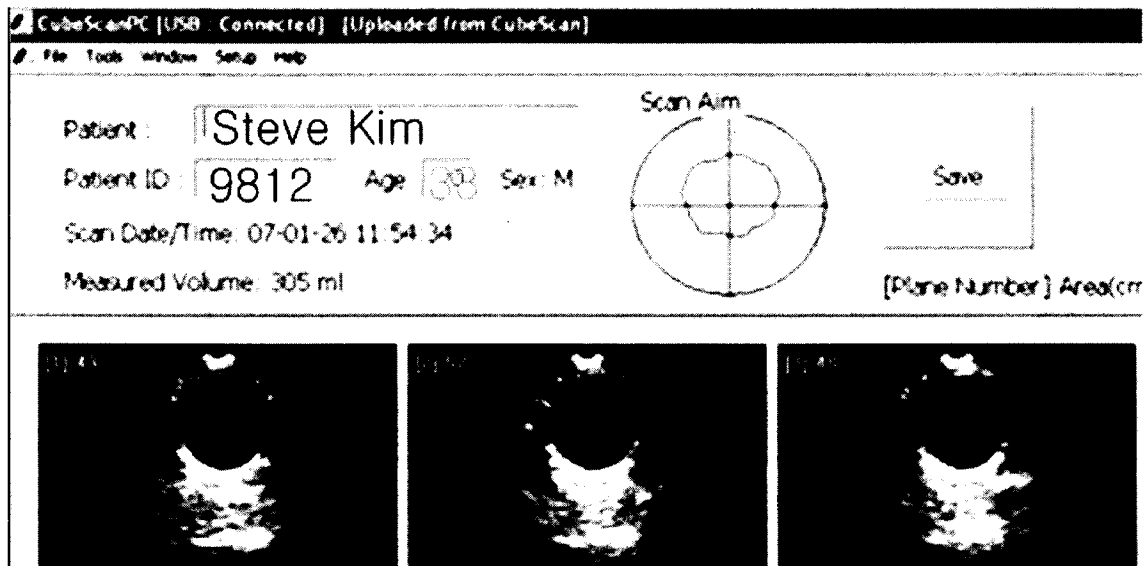 CubeScanPC [USB : Connected] [Uploaded from CubeScan]
File Tools Window Setup Help
Scan Aim
Patient : Steve Kim
Patient ID : 9812 Age 38 Sex: M
Save
Scan Date/Time: 07-01-26 11:54:34
Measured Volume: 305 ml
[Plane Number] Area(cm